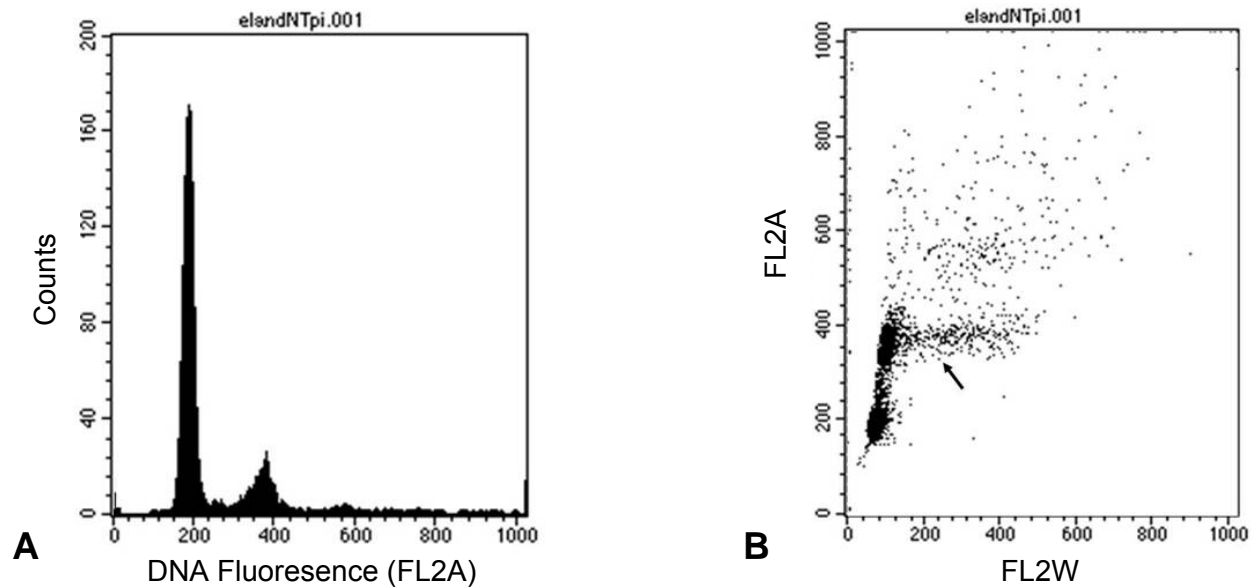 elandNTpi.001
200
160
120
80
40
0
Counts
0 200 400 600 800 1000
DNA Fluoresence (FL2A)
A
elandNTpi.001
1000
800
600
400
200
0
FL2A
0 200 400 600 800 1000
FL2W
B